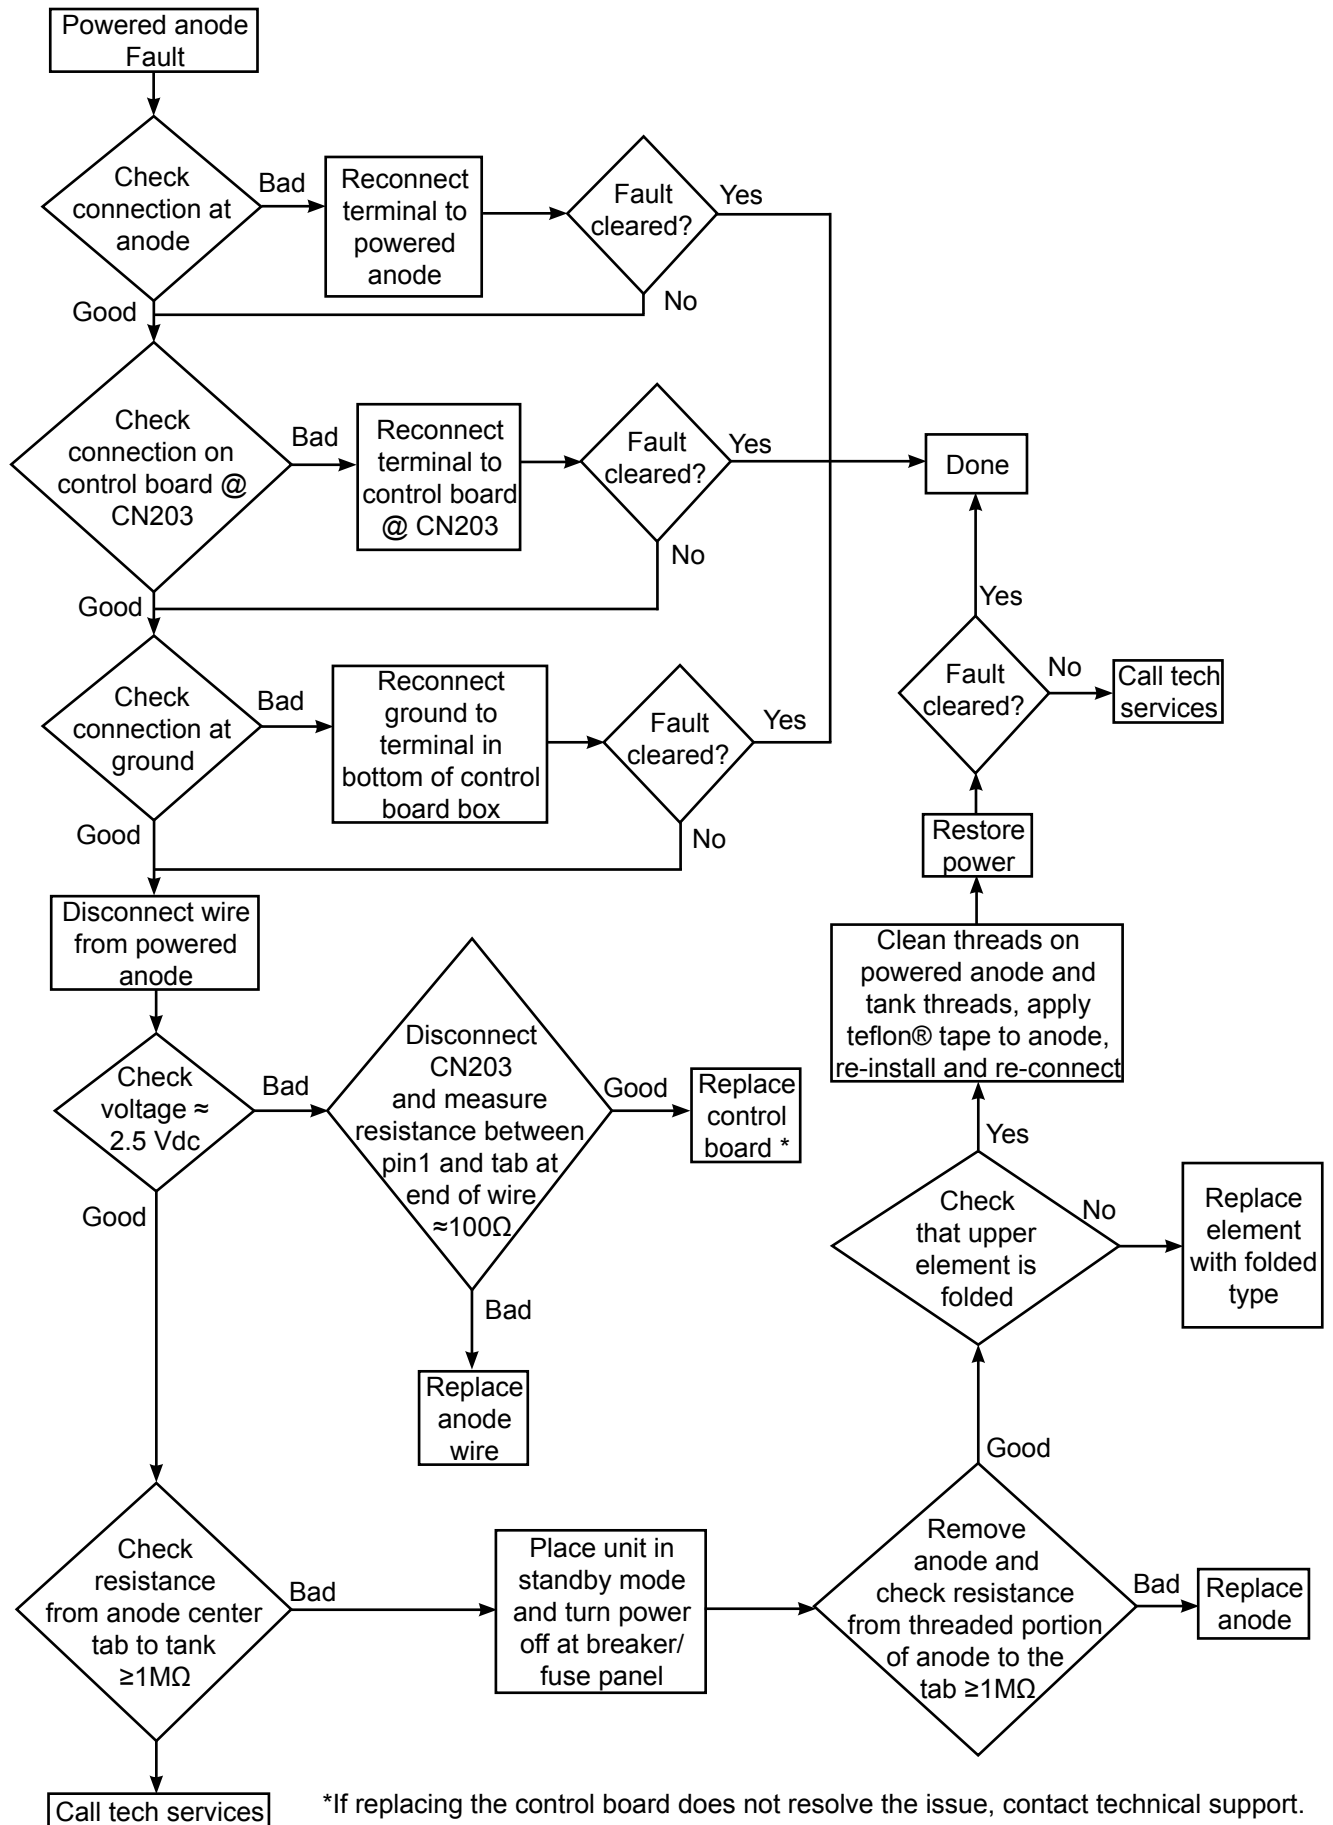 Powered anode
Fault
Check
connection at
anode
Bad
Reconnect
terminal to
powered
anode
Fault
cleared?
Yes
No
Good
Check
connection on
control board @
CN203
Bad
Reconnect
terminal to
control board
@ CN203
Fault
cleared?
Yes
No
Done
Good
Check
connection at
ground
Bad
Reconnect
ground to
terminal in
bottom of control
board box
Fault
cleared?
Yes
No
Good
Yes
Fault
cleared?
No
Call tech
services
Restore
power
Disconnect wire
from powered
anode
Clean threads on
powered anode and
tank threads, apply
teflon® tape to anode,
re-install and re-connect
Check
voltage ≈
2.5 Vdc
Bad
Disconnect
CN203
and measure
resistance between
pin1 and tab at
end of wire
≈100Ω
Good
Replace
control
board *
Bad
Replace
anode
wire
Yes
Check
that upper
element is
folded
No
Replace
element
with folded
type
Good
Good
Check
resistance
from anode center
tab to tank
≥1MΩ
Bad
Place unit in
standby mode
and turn power
off at breaker/
fuse panel
Remove
anode and
check resistance
from threaded portion
of anode to the
tab ≥1MΩ
Bad
Replace
anode
Call tech services
*If replacing the control board does not resolve the issue, contact technical support.